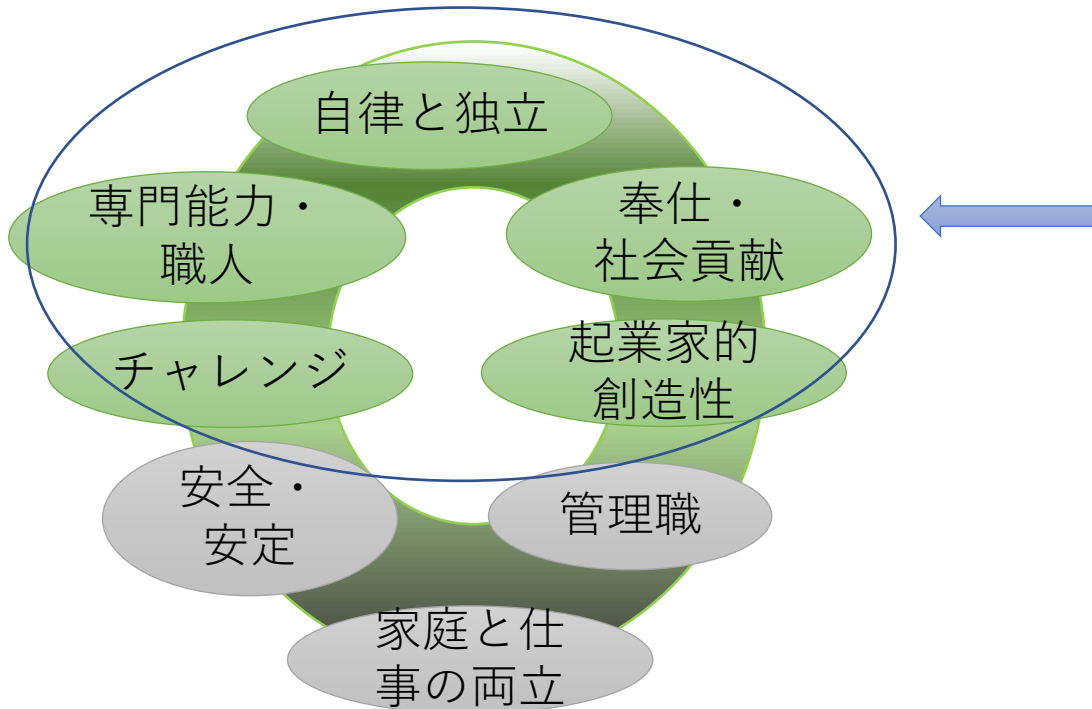 自律と独立
専門能力・
職人
奉仕・
社会貢献
チャレンジ
起業家的
創造性
安全・
安定
管理職
家庭と仕
事の両立